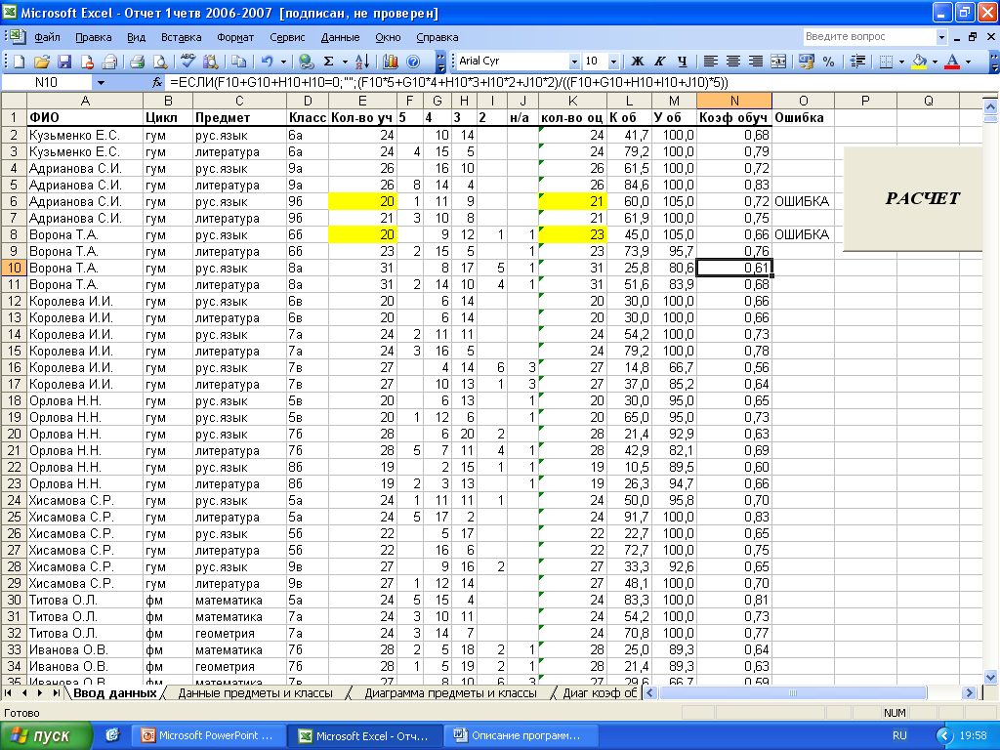 Microsoft Excel - Отчет 1четв 2006-2007 [подписан, не проверен]
Файл Правка Вид Вставка Формат Сервис Данные Окно Справка Введите вопрос
Arial Cyr 10 Ж К Ч
N10 fx =ЕСЛИ(F10+G10+H10+I10=0;"";(F10*5+G10*4+H10*3+I10*2+J10*2)/((F10+G10+H10+I10+J10)*5))
A B C D E F G H I J K L M N O P Q
1 ФИО Цикл Предмет Класс Кол-во уч 5 4 3 2 н/а кол-во оц К об У об Коэф обуч Ошибка
2 Кузьменко Е.С. гум рус.язык 6а 24 10 14 24 41,7 100,0 0,68
3 Кузьменко Е.С. гум литература 6а 24 4 15 5 24 79,2 100,0 0,79
4 Адрианова С.И. гум рус.язык 9а 26 16 10 26 61,5 100,0 0,72
5 Адрианова С.И. гум литература 9а 26 8 14 4 26 84,6 100,0 0,83
6 Адрианова С.И. гум рус.язык 9б 20 1 11 9 21 60,0 105,0 0,72 ОШИБКА
7 Адрианова С.И. гум литература 9б 21 3 10 8 21 61,9 100,0 0,75
8 Ворона Т.А. гум рус.язык 6б 20 9 12 1 1 23 45,0 105,0 0,66 ОШИБКА
9 Ворона Т.А. гум литература 6б 23 2 15 5 1 23 73,9 95,7 0,76
10 Ворона Т.А. гум рус.язык 8а 31 8 17 5 1 31 25,8 80,6 0,61
11 Ворона Т.А. гум литература 8а 31 2 14 10 4 1 31 51,6 83,9 0,68
12 Королева И.И. гум рус.язык 6в 20 6 14 20 30,0 100,0 0,66
13 Королева И.И. гум литература 6в 20 6 14 20 30,0 100,0 0,66
14 Королева И.И. гум рус.язык 7а 24 2 11 11 24 54,2 100,0 0,73
15 Королева И.И. гум литература 7а 24 3 16 5 24 79,2 100,0 0,78
16 Королева И.И. гум рус.язык 7в 27 4 14 6 3 27 14,8 66,7 0,56
17 Королева И.И. гум литература 7в 27 10 13 1 3 27 37,0 85,2 0,64
18 Орлова Н.Н. гум рус.язык 5в 20 6 13 1 20 30,0 95,0 0,65
19 Орлова Н.Н. гум рус.язык 5в 20 1 12 6 1 20 65,0 95,0 0,73
20 Орлова Н.Н. гум рус.язык 7б 28 6 20 2 28 21,4 92,9 0,63
21 Орлова Н.Н. гум литература 7б 28 5 7 11 4 1 28 42,9 82,1 0,69
22 Орлова Н.Н. гум рус.язык 8б 19 2 15 1 1 19 10,5 89,5 0,60
23 Орлова Н.Н. гум литература 8б 19 2 3 13 1 19 26,3 94,7 0,66
24 Хисамова С.Р. гум рус.язык 5а 24 1 11 11 1 24 50,0 95,8 0,70
25 Хисамова С.Р. гум литература 5а 24 5 17 2 24 91,7 100,0 0,83
26 Хисамова С.Р. гум рус.язык 5б 22 5 17 22 22,7 100,0 0,65
27 Хисамова С.Р. гум литература 5б 22 16 6 22 72,7 100,0 0,75
28 Хисамова С.Р. гум рус.язык 9в 27 9 16 2 27 33,3 92,6 0,65
29 Хисамова С.Р. гум литература 9в 27 1 12 14 27 48,1 100,0 0,70
30 Титова О.Л. фм математика 5а 24 5 15 4 24 83,3 100,0 0,81
31 Титова О.Л. фм математика 7а 24 3 10 11 24 54,2 100,0 0,73
32 Титова О.Л. фм геометрия 7а 24 3 14 7 24 70,8 100,0 0,77
33 Иванова О.В. фм математика 7б 28 2 5 18 2 1 28 25,0 89,3 0,64
34 Иванова О.В. фм геометрия 7б 28 1 5 19 2 1 28 21,4 89,3 0,63
35 Иванова О.В. фм математика 7в 27 8 10 6 3 27 29,6 66,7 0,59
РАСЧЕТ
Ввод данных Данные предметы и классы Диаграмма предметы и классы Диаг коэф об
Готово NUM
пуск Microsoft PowerPoint ... Microsoft Excel - Отч... Описание программ... RU 19:58